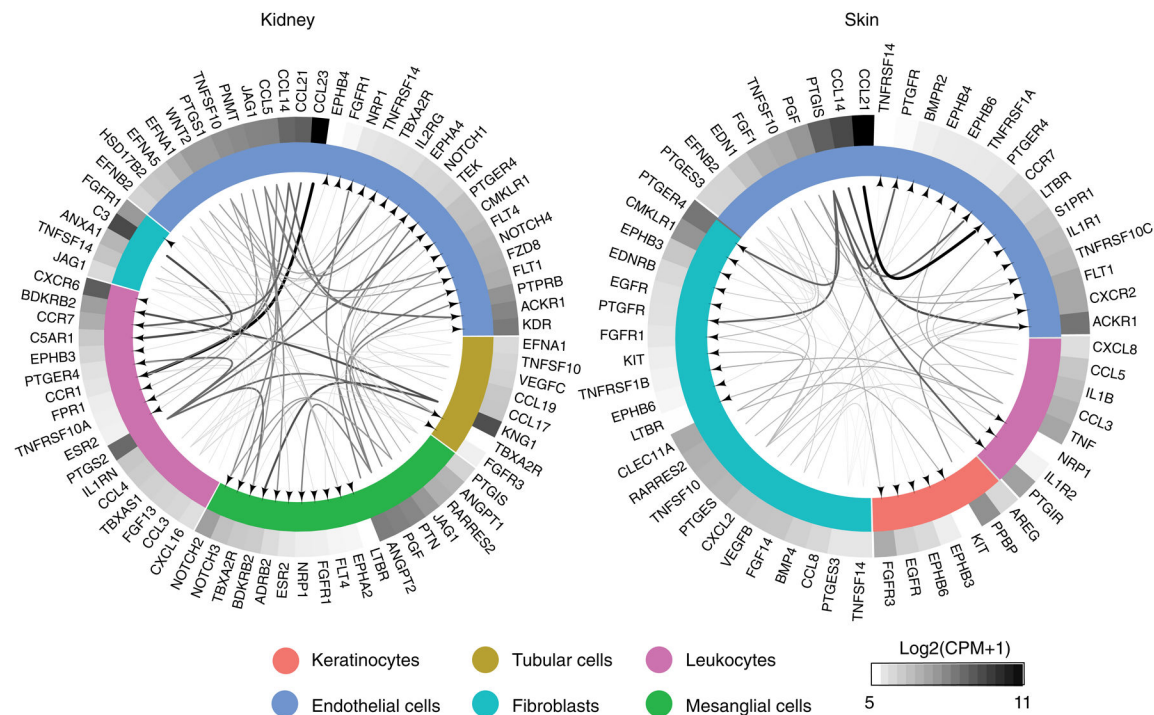 Kidney
Skin
FGFR1
EFNB2
HSD17B2
EFNA5
EFNA1
WNT2
PTGS1
TNFSF10
PNMT
JAG1
CCL5
CCL14
CCL21
CCL23
EPHB4
FGFR1
NRP1
TNFRSF14
TBXA2R
IL2RG
EPHA4
NOTCH1
TEK
PTGER4
CMKLR1
FLT4
NOTCH4
FZD8
FLT1
PTPRB
ACKR1
KDR
EFNA1
TNFSF10
VEGFC
CCL19
CCL17
KNG1
TBXA2R
FGFR3
PTGIS
ANGPT1
RARRES2
JAG1
PTN
PGF
ANGPT2
LTBR
EPHA2
FLT4
FGFR1
NRP1
ESR2
ADRB2
BDKRB2
TBXA2R
NOTCH3
NOTCH2
CXCL16
CCL3
FGF13
TBXAS1
CCL4
IL1RN
PTGS2
ESR2
TNFRSF10A
FPR1
CCR1
PTGER4
EPHB3
C5AR1
CCR7
BDKRB2
CXCR6
JAG1
TNFSF14
ANXA1
C3
PTGES3
EFNB2
EDN1
FGF1
TNFSF10
PGF
PTGIS
CCL14
CCL21
TNFRSF14
PTGFR
BMPR2
EPHB4
EPHB6
TNFRSF1A
PTGER4
CCR7
LTBR
S1PR1
IL1R1
TNFRSF10C
FLT1
CXCR2
ACKR1
CXCL8
CCL5
IL1B
CCL3
TNF
NRP1
IL1R2
PTGIR
AREG
PPBP
KIT
EPHB3
EPHB6
EGFR
FGFR3
TNFSF14
PTGES3
CCL8
BMP4
FGF14
VEGFB
CXCL2
PTGES
TNFSF10
RARRES2
CLEC11A
LTBR
EPHB6
TNFRSF1B
KIT
FGFR1
PTGFR
EGFR
EDNRB
EPHB3
CMKLR1
PTGER4
Keratinocytes
Tubular cells
Leukocytes
Endothelial cells
Fibroblasts
Mesanglial cells
Log2(CPM+1)
5
11